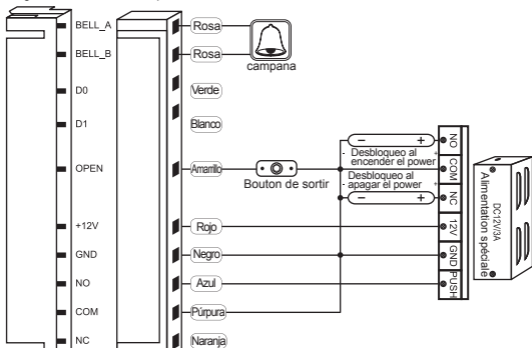 BELL_A
Rosa
BELL_B
Rosa
campana
D0
Verde
D1
Blanco
NO
- Desbloqueo al +
encender el power
OPEN
Amarillo
Bouton de sortir
COM
Desbloqueo al +
- apagar el power
NC
Alimentation spéciale
DC12V/3A
+12V
Rojo
12V
GND
Negro
GND
NO
Azul
PUSH
COM
Púrpura
NC
Naranja